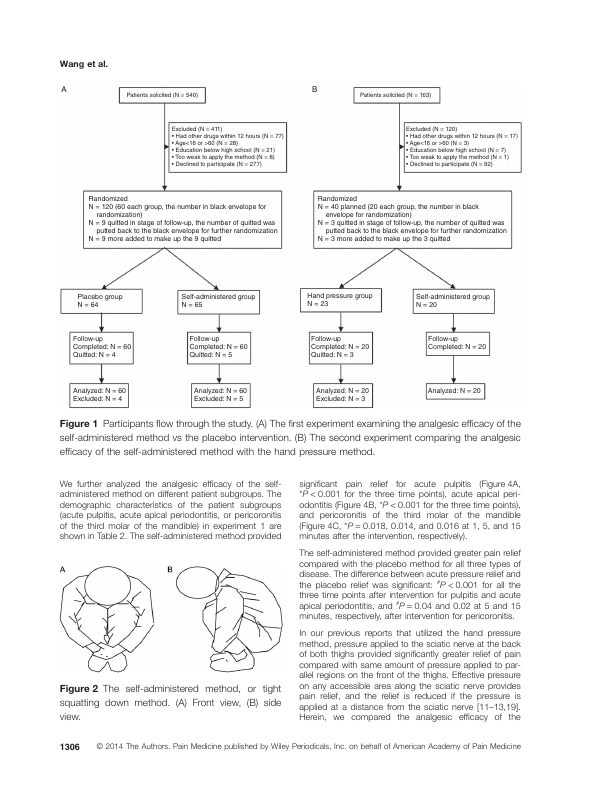 Wang et al.
A
Patients solicited (N = 540)
Excluded (N = 411)
• Had other drugs within 12 hours (N = 77)
• Age<16 or >60 (N = 28)
• Education below high school (N = 21)
• Too weak to apply the method (N = 8)
• Declined to participate (N = 277)
Randomized
N = 120 (60 each group, the number in black envelope for
randomization)
N = 9 quitted in stage of follow-up, the number of quitted was
putted back to the black envelope for further randomization
N = 9 more added to make up the 9 quitted
Placebo group
N = 64
Self-administered group
N = 65
Follow-up
Completed: N = 60
Quitted: N = 4
Follow-up
Completed: N = 60
Quitted: N = 5
Analyzed: N = 60
Excluded: N = 4
Analyzed: N = 60
Excluded: N = 5
B
Patients solicited (N = 163)
Excluded (N = 120)
• Had other drugs within 12 hours (N = 17)
• Age<16 or >60 (N = 3)
• Education below high school (N = 7)
• Too weak to apply the method (N = 1)
• Declined to participate (N = 92)
Randomized
N = 40 planned (20 each group, the number in black
envelope for randomization)
N = 3 quitted in stage of follow-up, the number of quitted was
putted back to the black envelope for further randomization
N = 3 more added to make up the 3 quitted
Hand pressure group
N = 23
Self-administered group
N = 20
Follow-up
Completed: N = 20
Quitted: N = 3
Follow-up
Completed: N = 20
Analyzed: N = 20
Excluded: N = 3
Analyzed: N = 20
Figure 1 Participants flow through the study. (A) The first experiment examining the analgesic efficacy of the
self-administered method vs the placebo intervention. (B) The second experiment comparing the analgesic
efficacy of the self-administered method with the hand pressure method.
We further analyzed the analgesic efficacy of the self-
administered method on different patient subgroups. The
demographic characteristics of the patient subgroups
(acute pulpitis, acute apical periodontitis, or pericoronitis
of the third molar of the mandible) in experiment 1 are
shown in Table 2. The self-administered method provided
A
B
Figure 2 The self-administered method, or tight
squatting down method. (A) Front view, (B) side
view.
significant pain relief for acute pulpitis (Figure 4A,
*P < 0.001 for the three time points), acute apical peri-
odontitis (Figure 4B, *P < 0.001 for the three time points),
and pericoronitis of the third molar of the mandible
(Figure 4C, *P = 0.018, 0.014, and 0.016 at 1, 5, and 15
minutes after the intervention, respectively).
The self-administered method provided greater pain relief
compared with the placebo method for all three types of
disease. The difference between acute pressure relief and
the placebo relief was significant: #P < 0.001 for all the
three time points after intervention for pulpitis and acute
apical periodontitis, and #P = 0.04 and 0.02 at 5 and 15
minutes, respectively, after intervention for pericoronitis.
In our previous reports that utilized the hand pressure
method, pressure applied to the sciatic nerve at the back
of both thighs provided significantly greater relief of pain
compared with same amount of pressure applied to par-
allel regions on the front of the thighs. Effective pressure
on any accessible area along the sciatic nerve provides
pain relief, and the relief is reduced if the pressure is
applied at a distance from the sciatic nerve [11–13,19].
Herein, we compared the analgesic efficacy of the
1306 © 2014 The Authors. Pain Medicine published by Wiley Periodicals, Inc. on behalf of American Academy of Pain Medicine